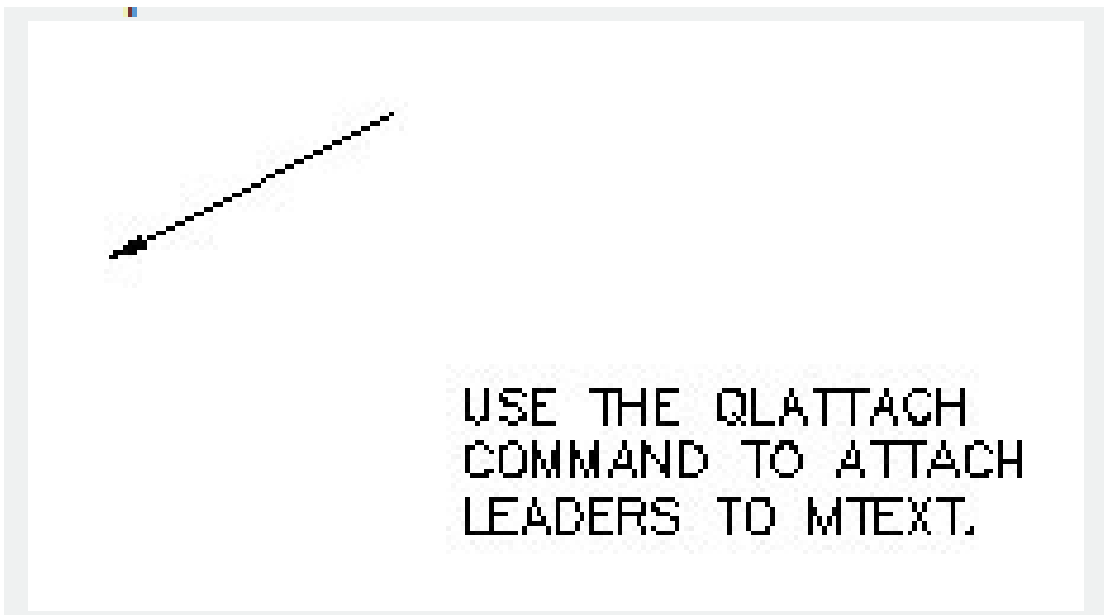 USE THE QLATTACH
COMMAND TO ATTACH
LEADERS TO MTEXT.